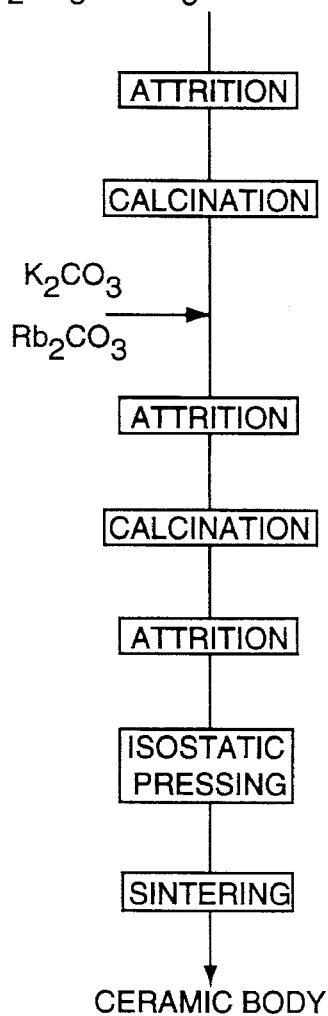 ATTRITION
CALCINATION
K₂CO₃
Rb₂CO₃
ATTRITION
CALCINATION
ATTRITION
ISOSTATIC
PRESSING
SINTERING
CERAMIC BODY